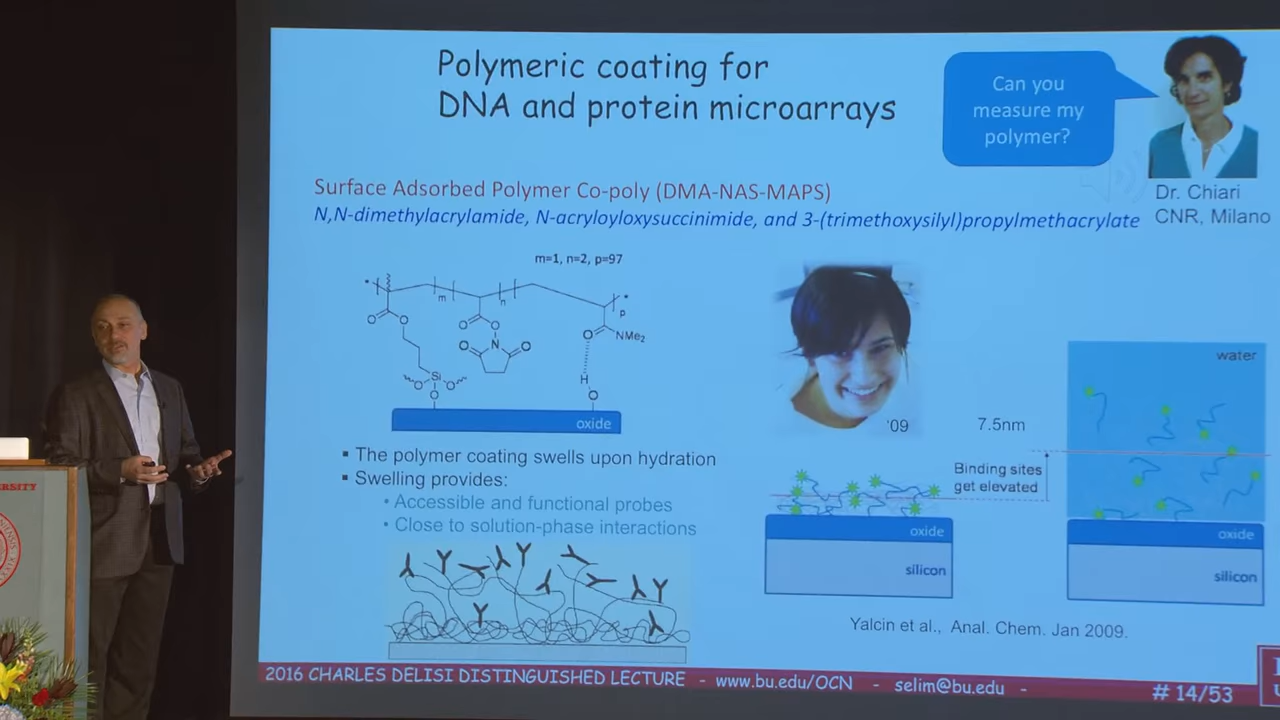 Polymeric coating for
DNA and protein microarrays
Can you
measure my
polymer?
Surface Adsorbed Polymer Co-poly (DMA-NAS-MAPS)
N,N-dimethylacrylamide, N-acryloyloxysuccinimide, and 3-(trimethoxysilyl)propylmethacrylate
Dr. Chiari
CNR, Milano
m=1, n=2, p=97
m
n
p
O
O
O
O
O
NMe2
N
O
O
H
Si
O
O
O
O
oxide
'09
7.5nm
water
Binding sites
get elevated
▪ The polymer coating swells upon hydration
▪ Swelling provides:
• Accessible and functional probes
• Close to solution-phase interactions
oxide
silicon
oxide
silicon
Yalcin et al., Anal. Chem. Jan 2009.
2016 CHARLES DELISI DISTINGUISHED LECTURE - www.bu.edu/OCN - selim@bu.edu -
# 14/53